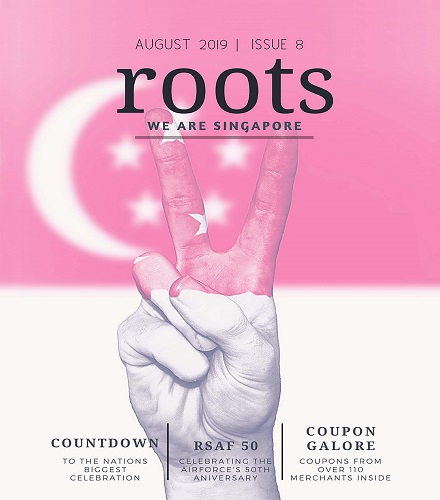 AUGUST 2019 | ISSUE 8
roots
WE ARE SINGAPORE
COUNTDOWN
TO THE NATIONS
BIGGEST
CELEBRATION
RSAF 50
CELEBRATING THE
AIRFORCE'S 50TH
ANIVERSARY
COUPON
GALORE
COUPONS FROM
OVER 110
MERCHANTS INSIDE